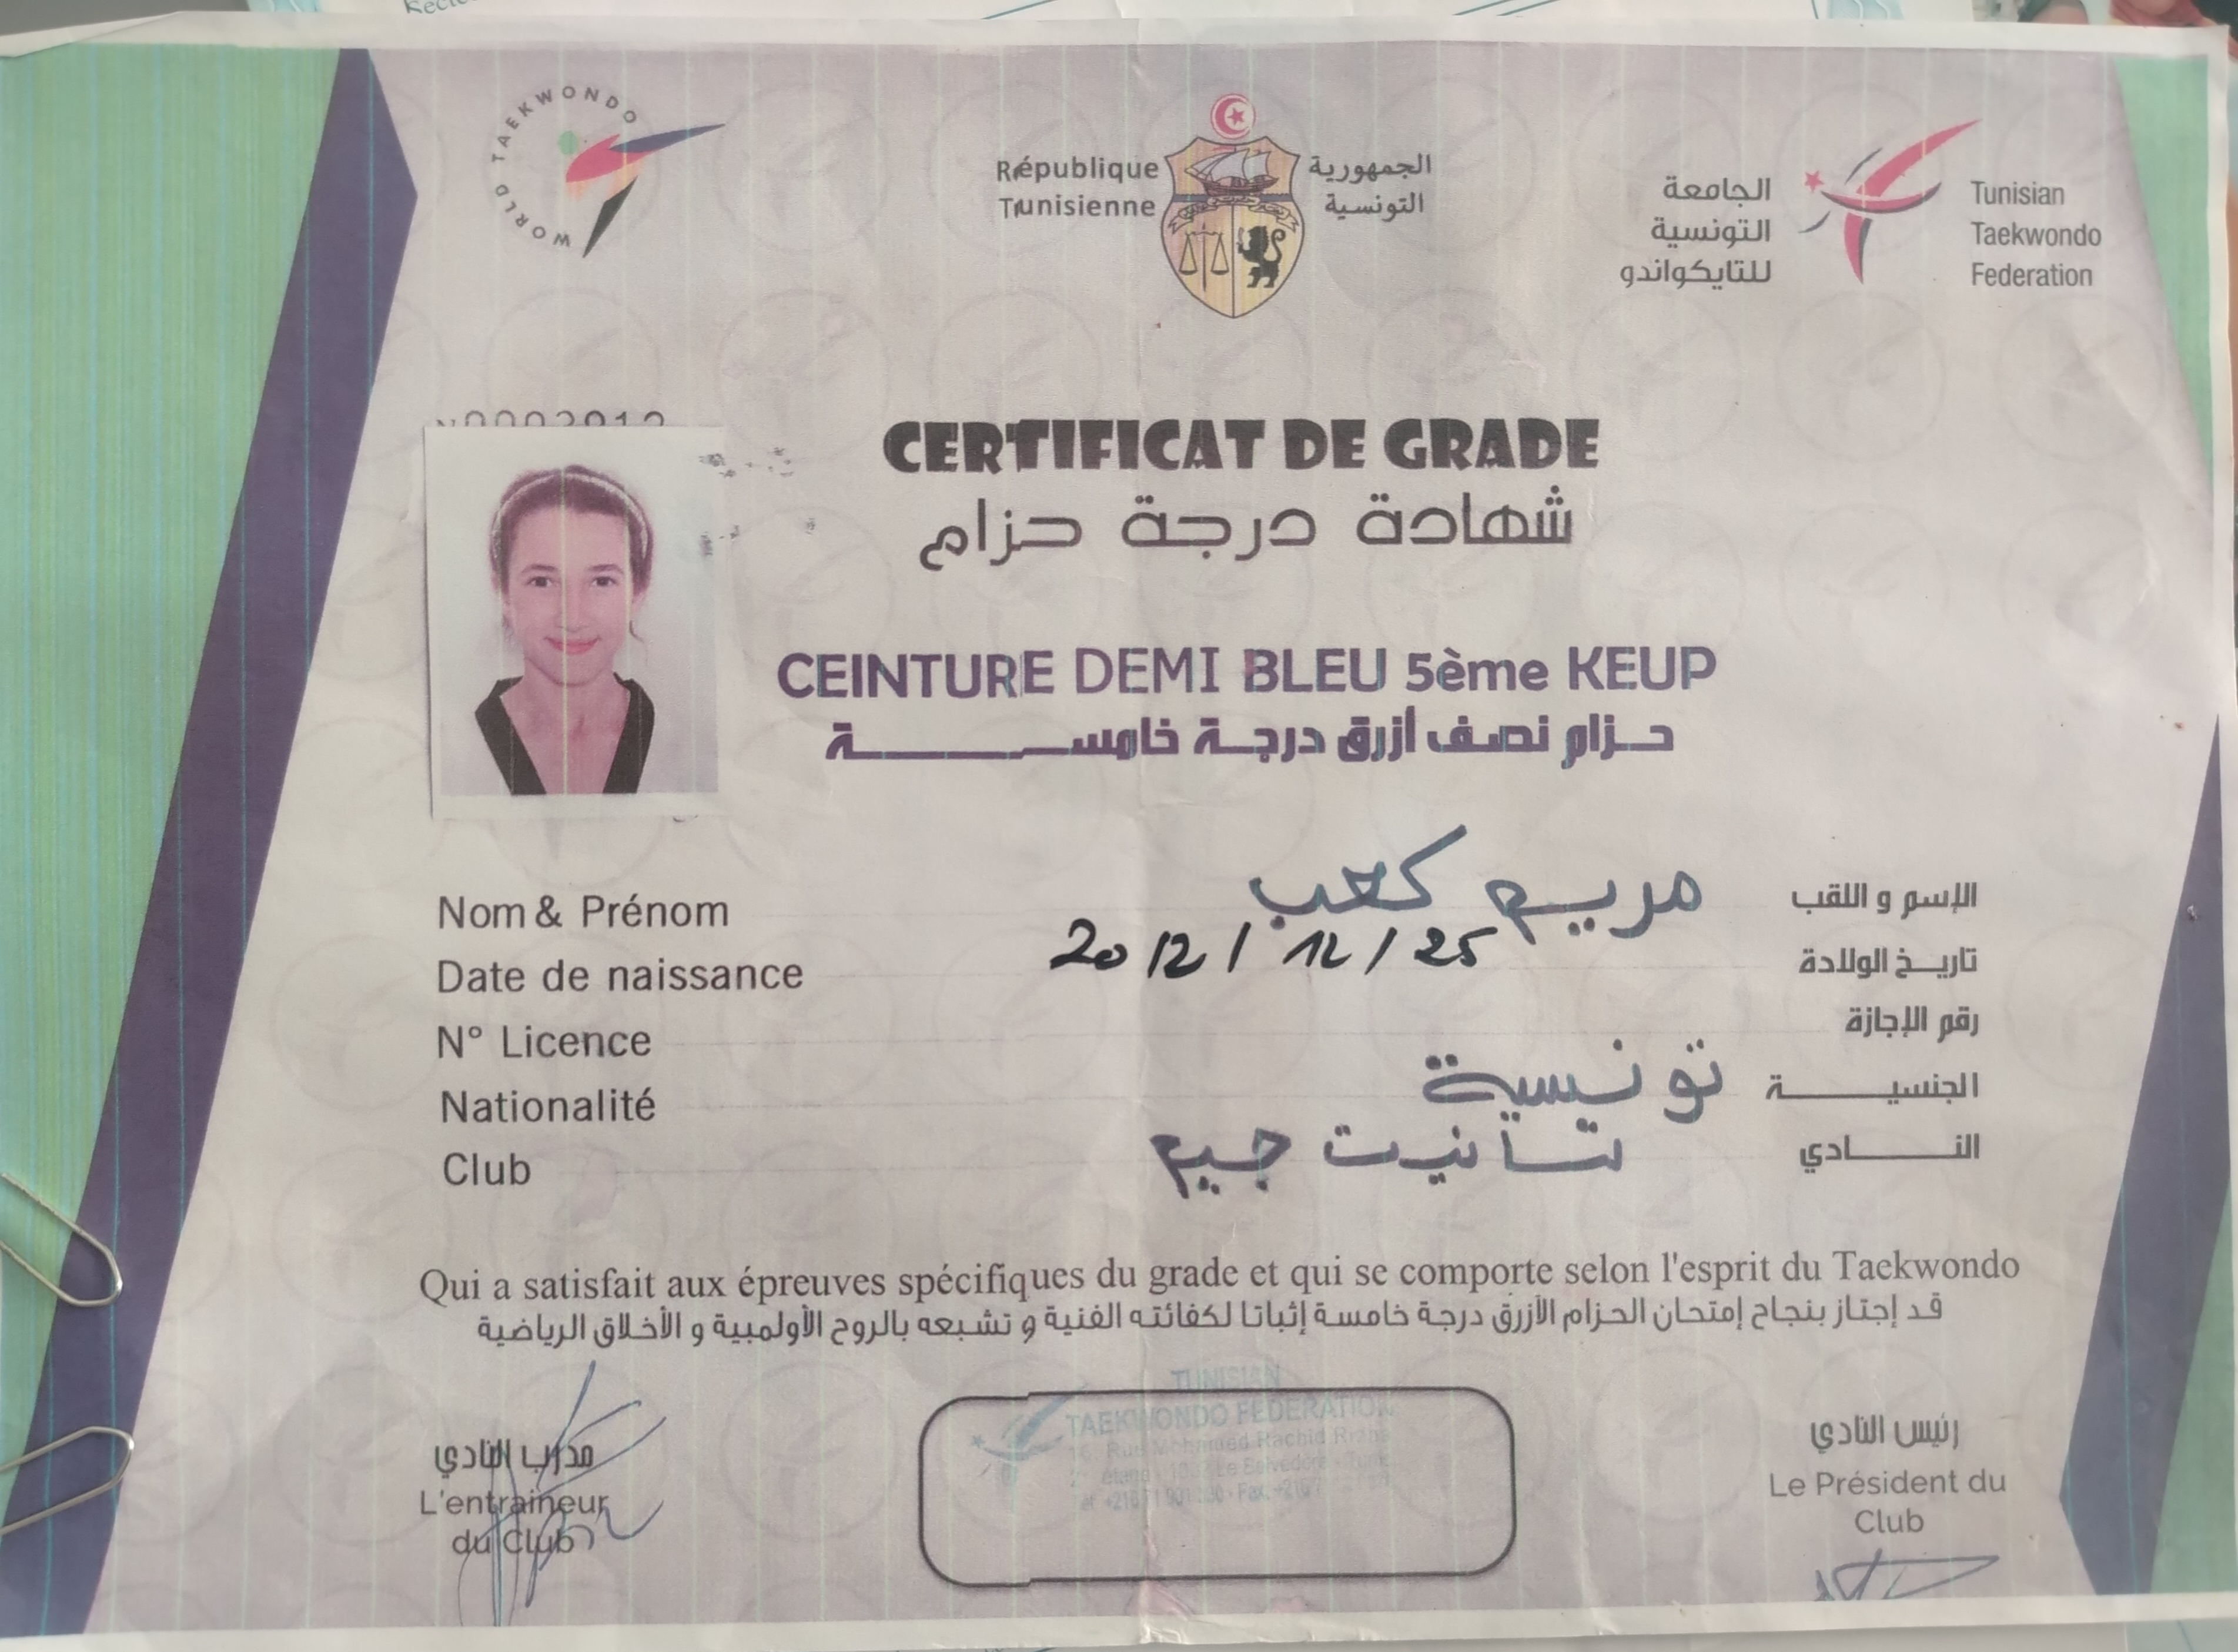 WORLD TAEKWONDO
République
Tunisienne
الجمهورية
التونسية
الجامعة
التونسية
للتايكواندو
Tunisian
Taekwondo
Federation
CERTIFICAT DE GRADE
شهادة درجة حزام
CEINTURE DEMI BLEU 5ème KEUP
حزام نصف أزرق درجة خامسة
Nom & Prénom مريم كعب الإسم و اللقب
Date de naissance 2012 / 12 / 25 تاريخ الولادة
N° Licence رقم الإجازة
Nationalité تونسية الجنسية
Club تانيت جيم النادي
Qui a satisfait aux épreuves spécifiques du grade et qui se comporte selon l'esprit du Taekwondo
قد إجتاز بنجاح إمتحان الحزام الأزرق درجة خامسة إثباتا لكفائته الفنية و تشبعه بالروح الأولمبية و الأخلاق الرياضية
مدرب النادي
L'entraineur
du Club
TUNISIAN
TAEKWONDO FEDERATION
رئيس النادي
Le Président du
Club